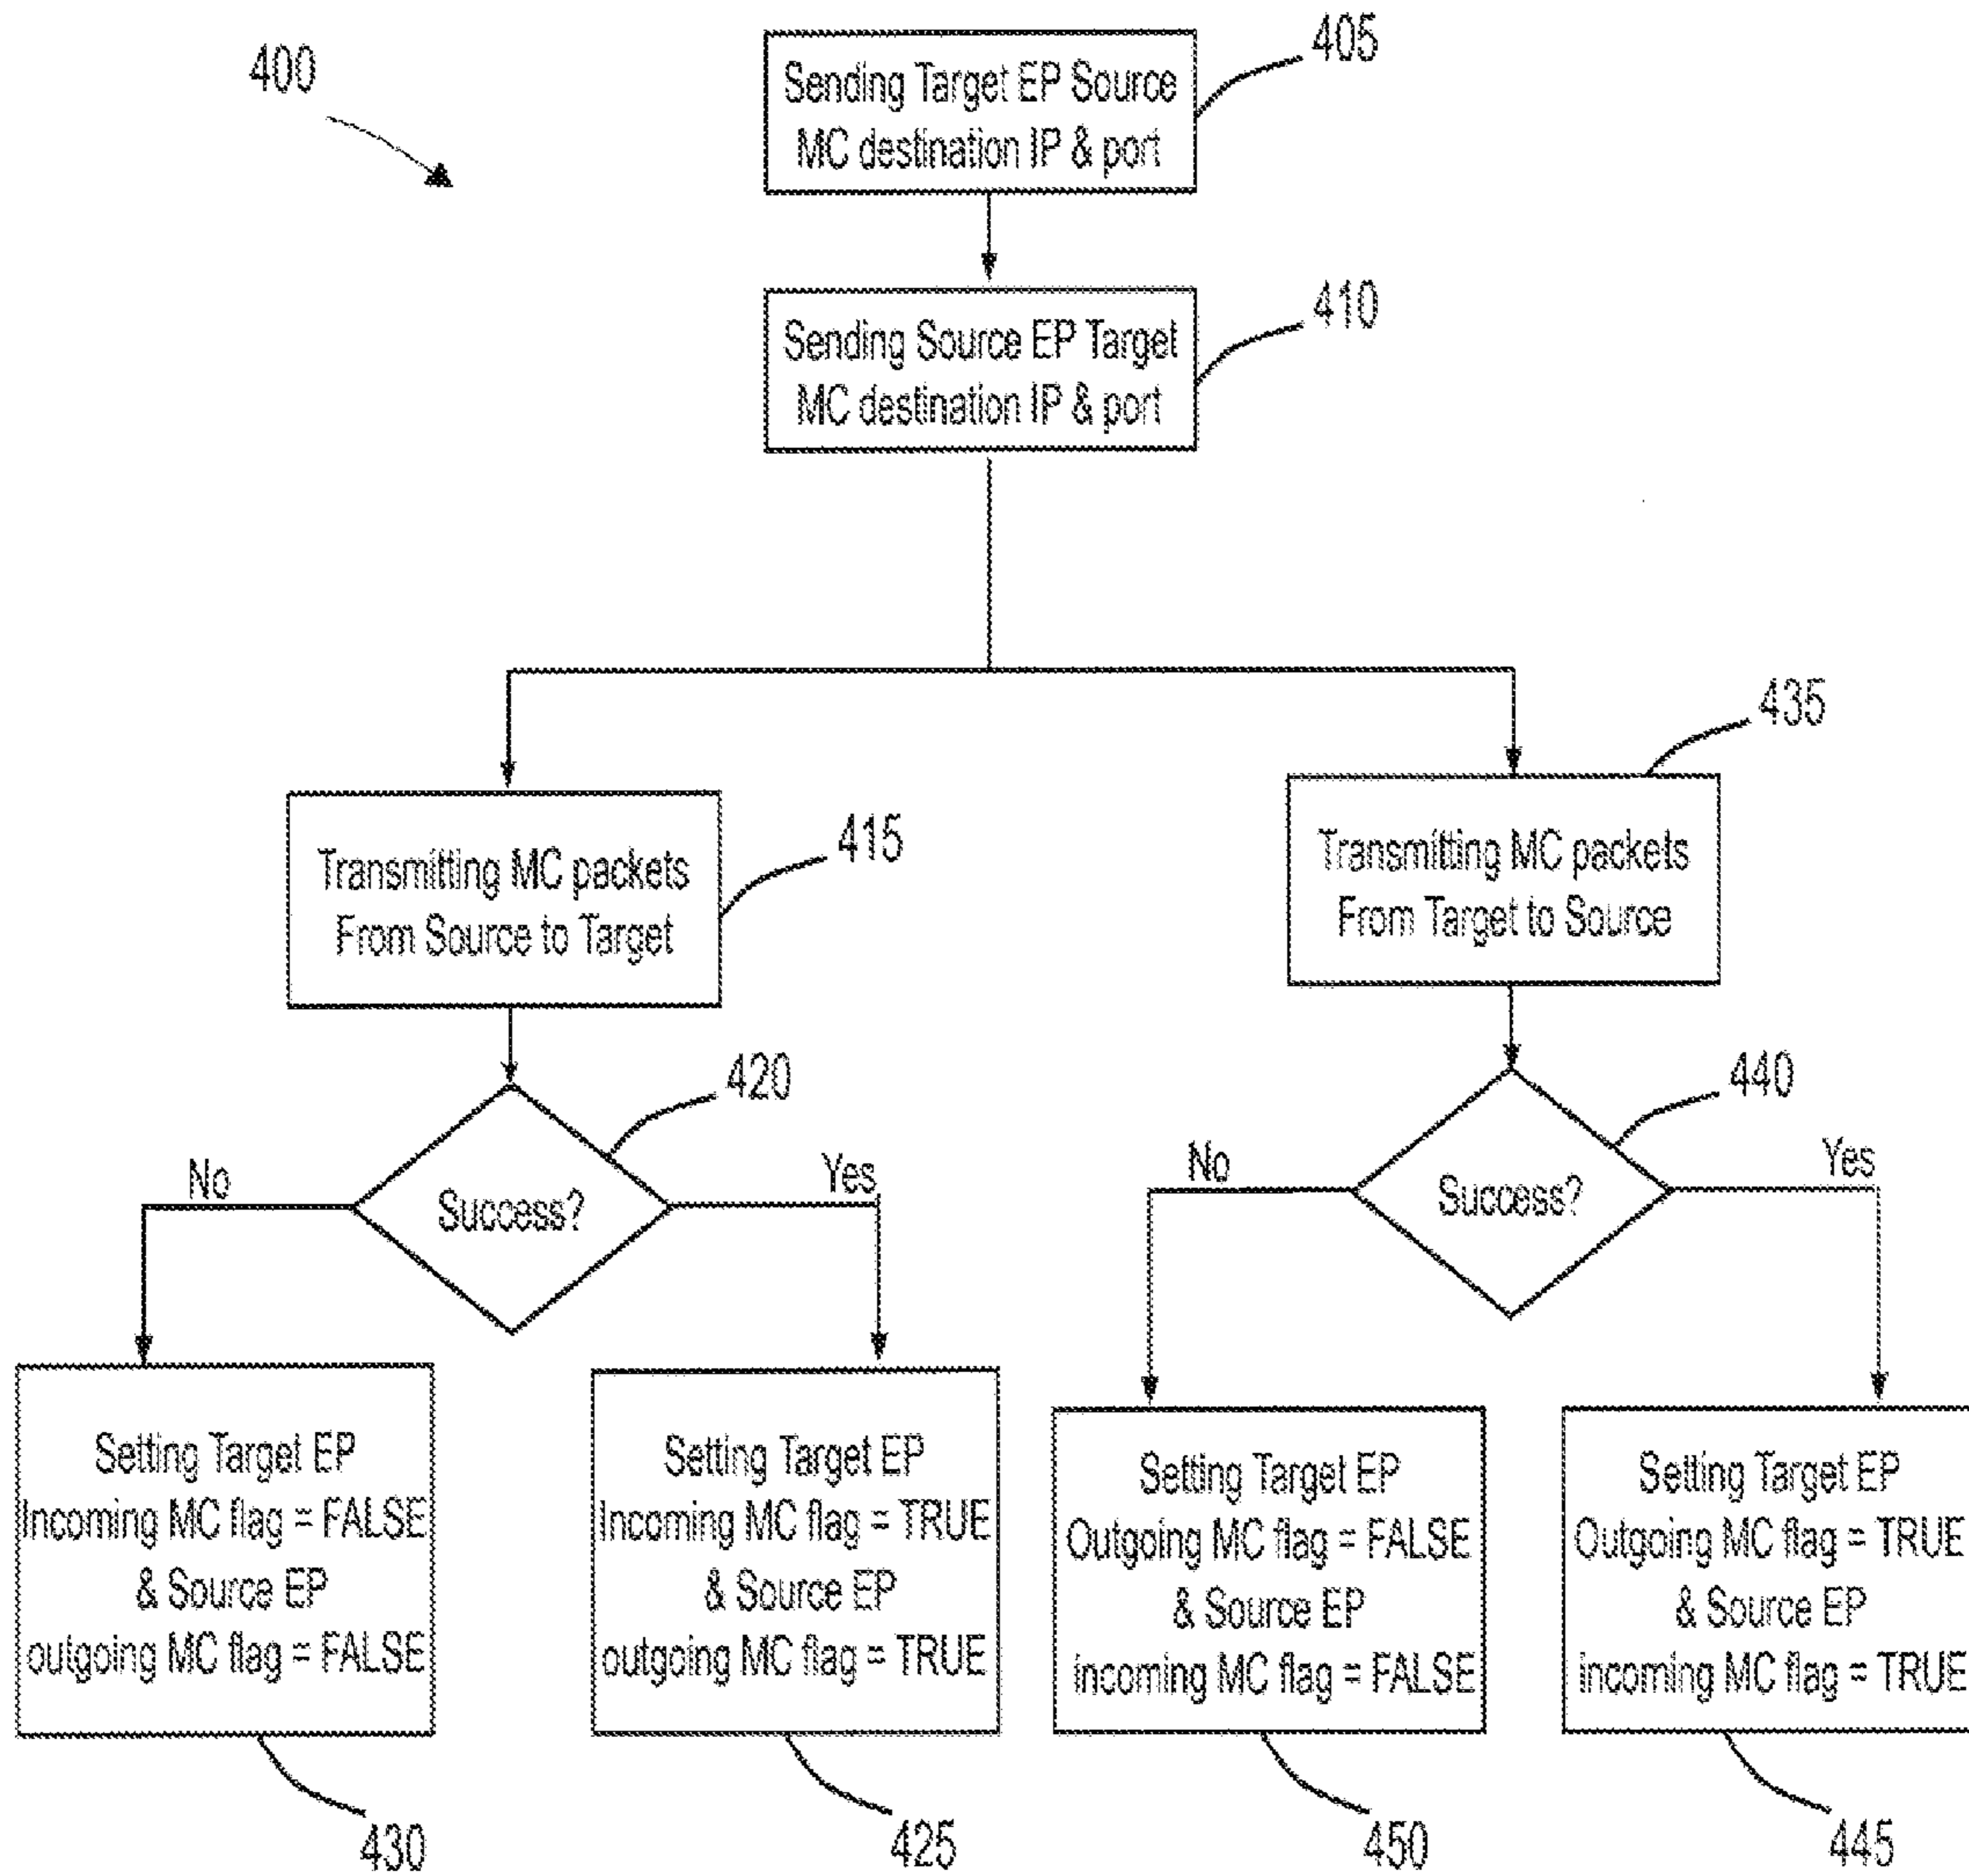 400
405
Sending Target EP Source
MC destination IP & port
410
Sending Source EP Target
MC destination IP & port
415
Transmitting MC packets
From Source to Target
435
Transmitting MC packets
From Target to Source
420
Success?
No
Yes
440
Success?
No
Yes
Setting Target EP
Incoming MC flag = FALSE
& Source EP
outgoing MC flag = FALSE
430
Setting Target EP
Incoming MC flag = TRUE
& Source EP
outgoing MC flag = TRUE
425
Setting Target EP
Outgoing MC flag = FALSE
& Source EP
incoming MC flag = FALSE
450
Setting Target EP
Outgoing MC flag = TRUE
& Source EP
incoming MC flag = TRUE
445